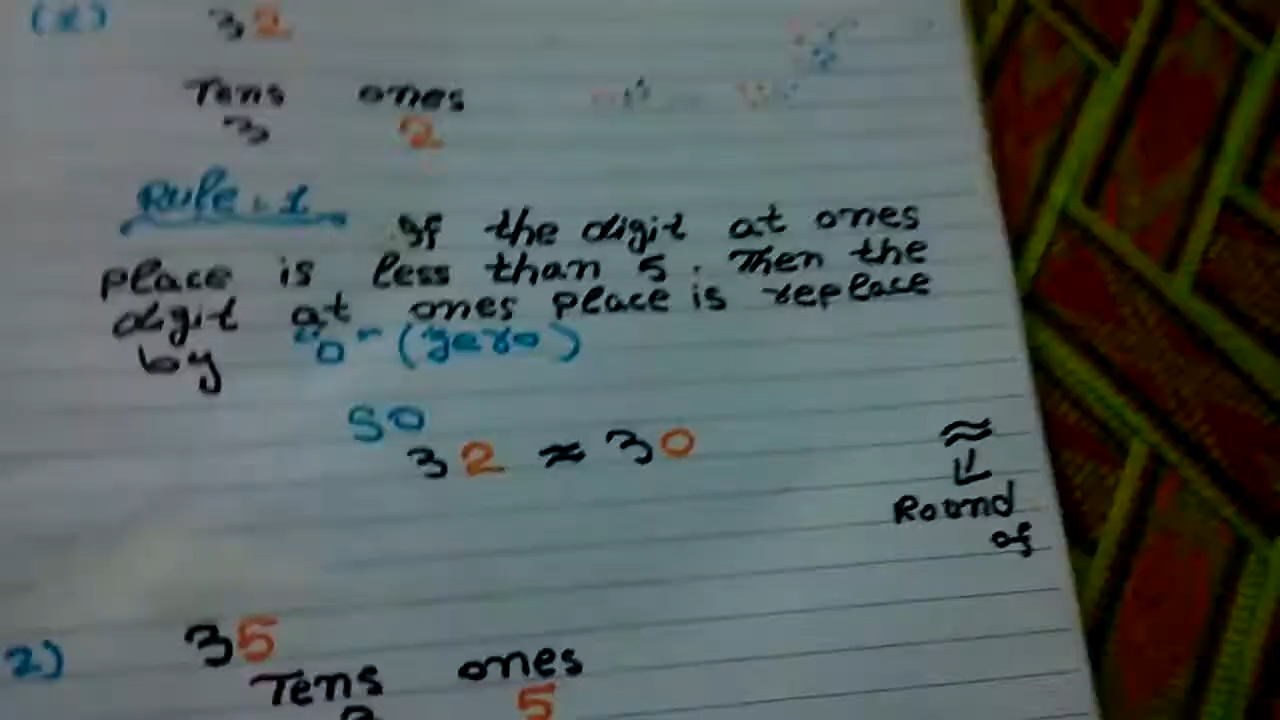 (1) 32
Tens ones
3 2
Rule. 1 If the digit at ones
place is less than 5. Then the
digit at ones place is replace
by "0" (zero)
SO
32 ≈ 30
≈
Round
of
2) 35
Tens ones
5